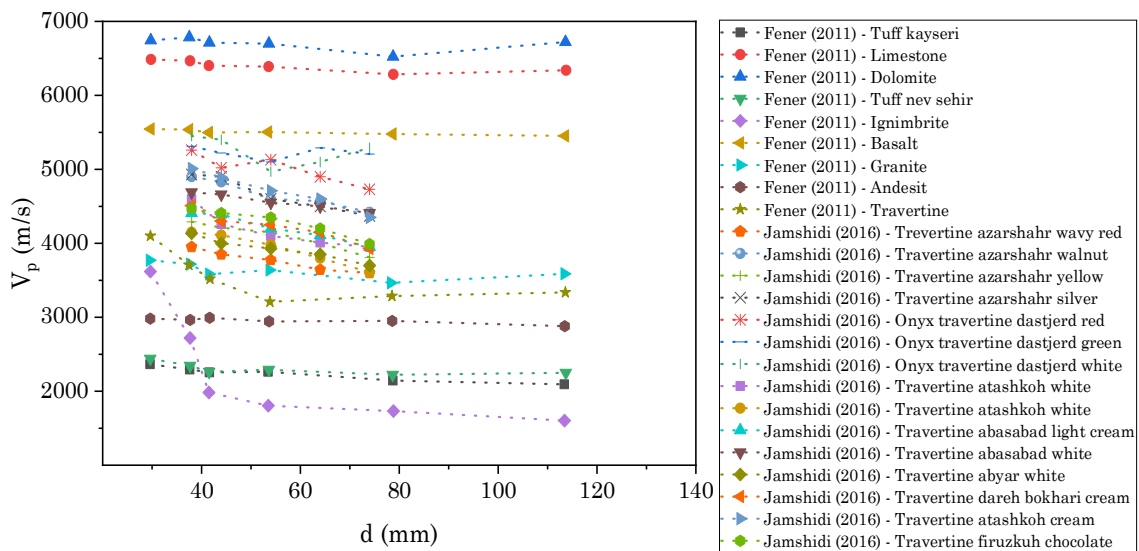 7000
6000
5000
4000
3000
2000
V_p (m/s)
40
60
80
100
120
140
d (mm)
Fener (2011) - Tuff kayseri
Fener (2011) - Limestone
Fener (2011) - Dolomite
Fener (2011) - Tuff nev sehir
Fener (2011) - Ignimbrite
Fener (2011) - Basalt
Fener (2011) - Granite
Fener (2011) - Andesit
Fener (2011) - Travertine
Jamshidi (2016) - Trevertine azarshahr wavy red
Jamshidi (2016) - Travertine azarshahr walnut
Jamshidi (2016) - Travertine azarshahr yellow
Jamshidi (2016) - Travertine azarshahr silver
Jamshidi (2016) - Onyx travertine dastjerd red
Jamshidi (2016) - Onyx travertine dastjerd green
Jamshidi (2016) - Onyx travertine dastjerd white
Jamshidi (2016) - Travertine atashkoh white
Jamshidi (2016) - Travertine atashkoh white
Jamshidi (2016) - Travertine abasabad light cream
Jamshidi (2016) - Travertine abasabad white
Jamshidi (2016) - Travertine abyar white
Jamshidi (2016) - Travertine dareh bokhari cream
Jamshidi (2016) - Travertine atashkoh cream
Jamshidi (2016) - Travertine firuzkuh chocolate